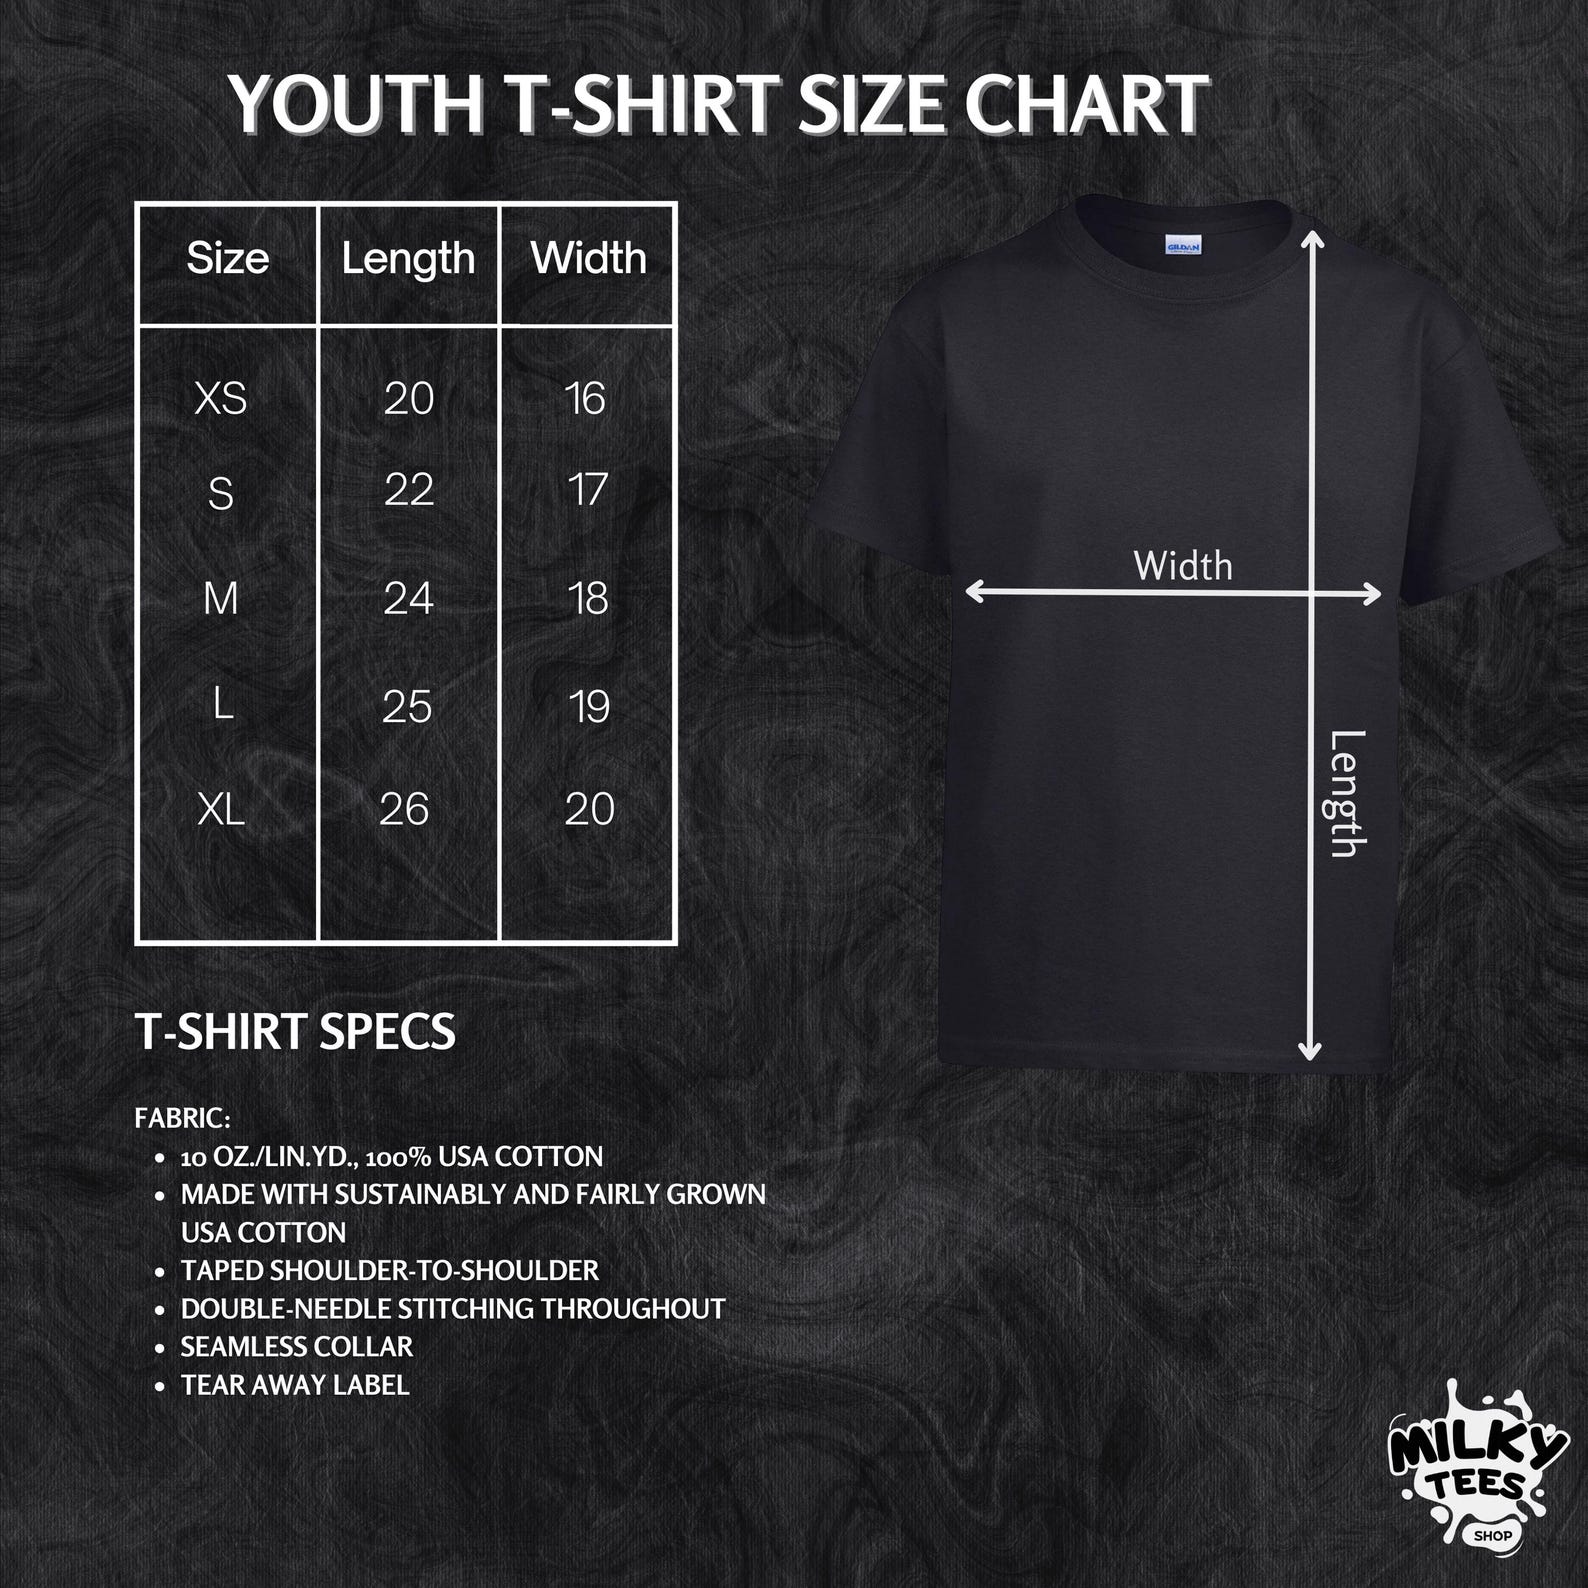 YOUTH T-SHIRT SIZE CHART
Size Length Width
XS 20 16
S 22 17
M 24 18
L 25 19
XL 26 20
GILDAN
Width
Length
T-SHIRT SPECS
FABRIC:
• 10 OZ./LIN.YD., 100% USA COTTON
• MADE WITH SUSTAINABLY AND FAIRLY GROWN
USA COTTON
• TAPED SHOULDER-TO-SHOULDER
• DOUBLE-NEEDLE STITCHING THROUGHOUT
• SEAMLESS COLLAR
• TEAR AWAY LABEL
MILKY
TEES
SHOP